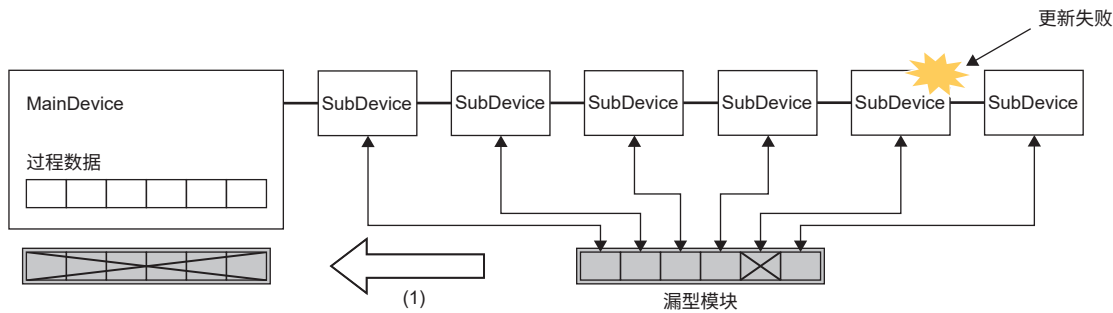 更新失败
MainDevice
SubDevice
SubDevice
SubDevice
SubDevice
SubDevice
SubDevice
过程数据
(1)
漏型模块